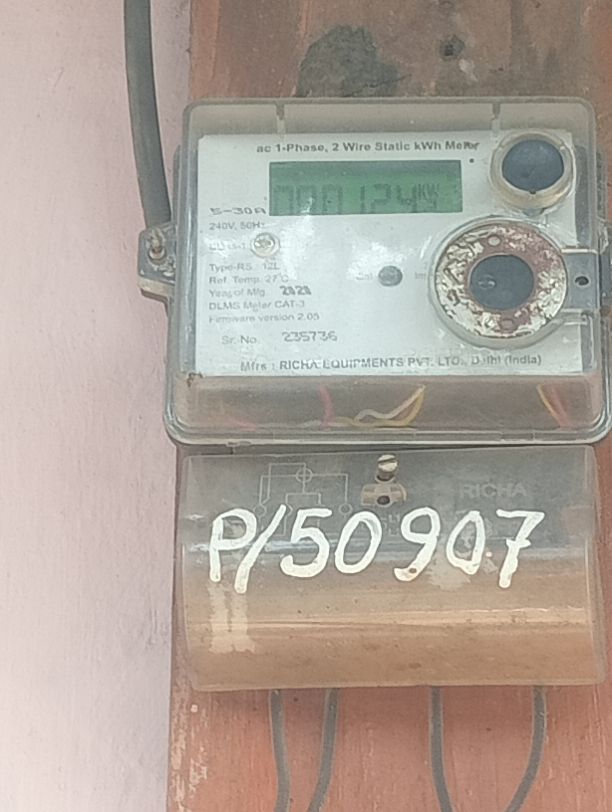 ac 1-Phase, 2 Wire Static kWh Meter
5-30A
240V, 50Hz
Type-RS 12L
Ref. Temp. 27°C
Year of Mfg.
DLMS Meter CAT-3
Firmware version 2.05
Sr. No. 235736
Mfrs : RICHA EQUIPMENTS PVT. LTD., Delhi (India)
RICHA
P/50907